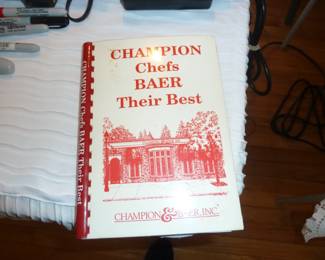 CHAMPION
Chefs
BAER
Their Best
CHAMPION & BAER, INC.
CHAMPION Chefs BAER Their Best